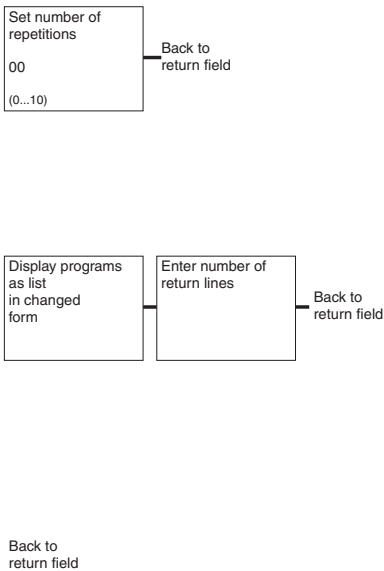 Set number of
repetitions
00
(0...10)
Back to
return field
Display programs
as list
in changed
form
Enter number of
return lines
Back to
return field
Back to
return field